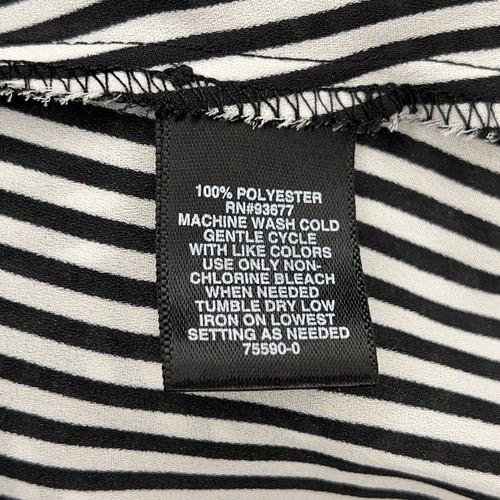 100% POLYESTER
RN#93677
MACHINE WASH COLD
GENTLE CYCLE
WITH LIKE COLORS
USE ONLY NON-
CHLORINE BLEACH
WHEN NEEDED
TUMBLE DRY LOW
IRON ON LOWEST
SETTING AS NEEDED
75590-0